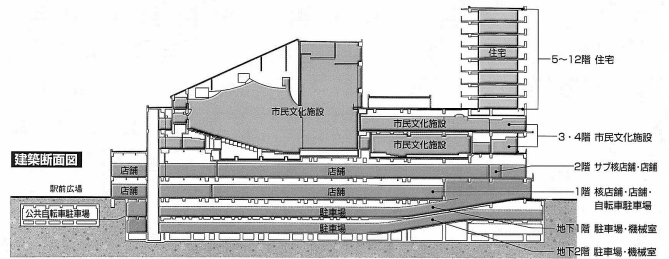 住宅
5〜12階 住宅
市民文化施設
市民文化施設
3・4階 市民文化施設
市民文化施設
建築断面図
店舗
店舗
2階 サブ核店舗・店舗
駅前広場
店舗
店舗
1階 核店舗・店舗・
自転車駐車場
公共自転車駐車場
駐車場
地下1階 駐車場・機械室
駐車場
地下2階 駐車場・機械室